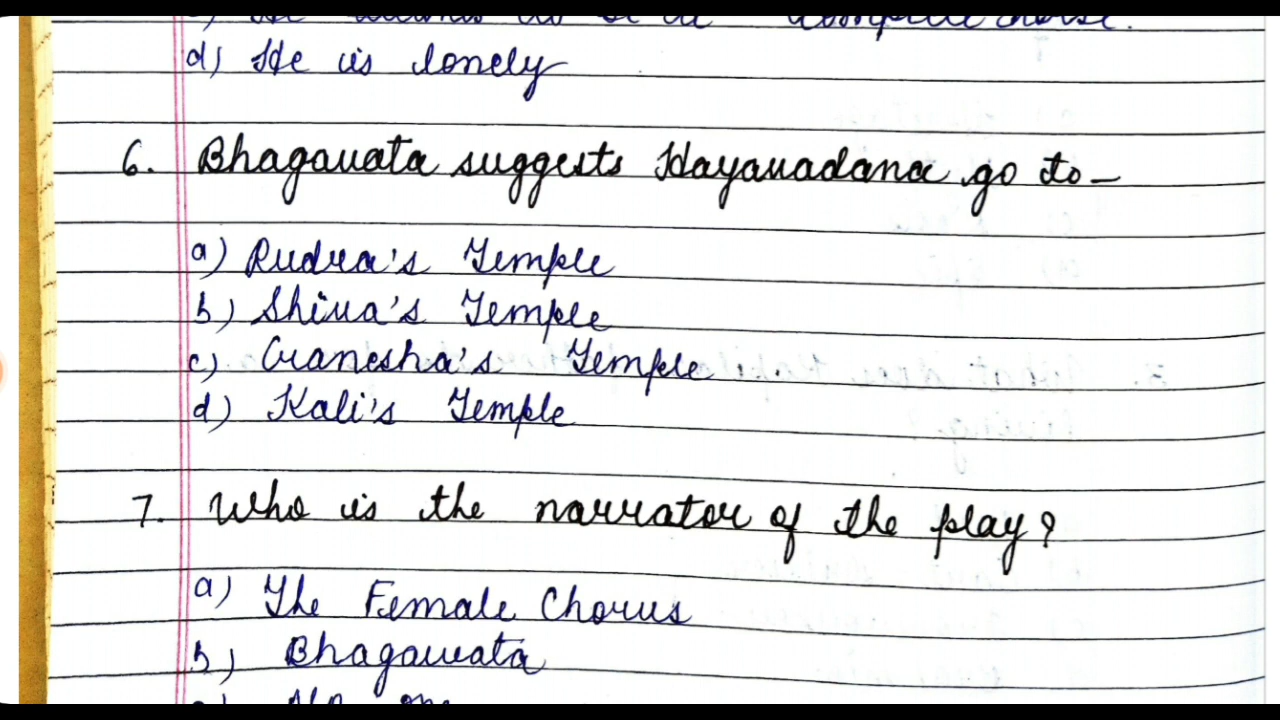 d) He is lonely
6. Bhagavata suggests Hayavadana go to –
a) Rudra's Temple
b) Shiva's Temple
c) Ganesha's Temple
d) Kali's Temple
7. Who is the narrator of the play?
a) The Female Chorus
b) Bhagawata